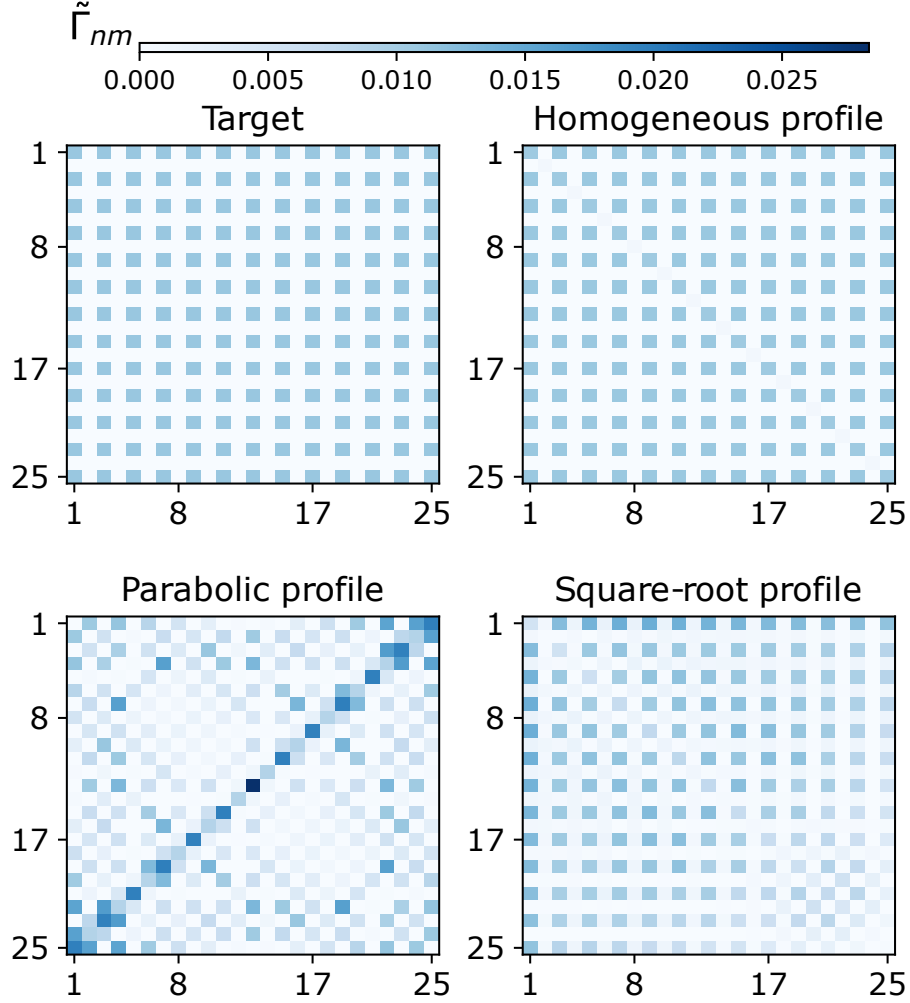 Γ̃nm
0.000 0.005 0.010 0.015 0.020 0.025
Target
Homogeneous profile
1
8
17
25
1 8 17 25
1
8
17
25
1 8 17 25
Parabolic profile
Square-root profile
1
8
17
25
1 8 17 25
1
8
17
25
1 8 17 25